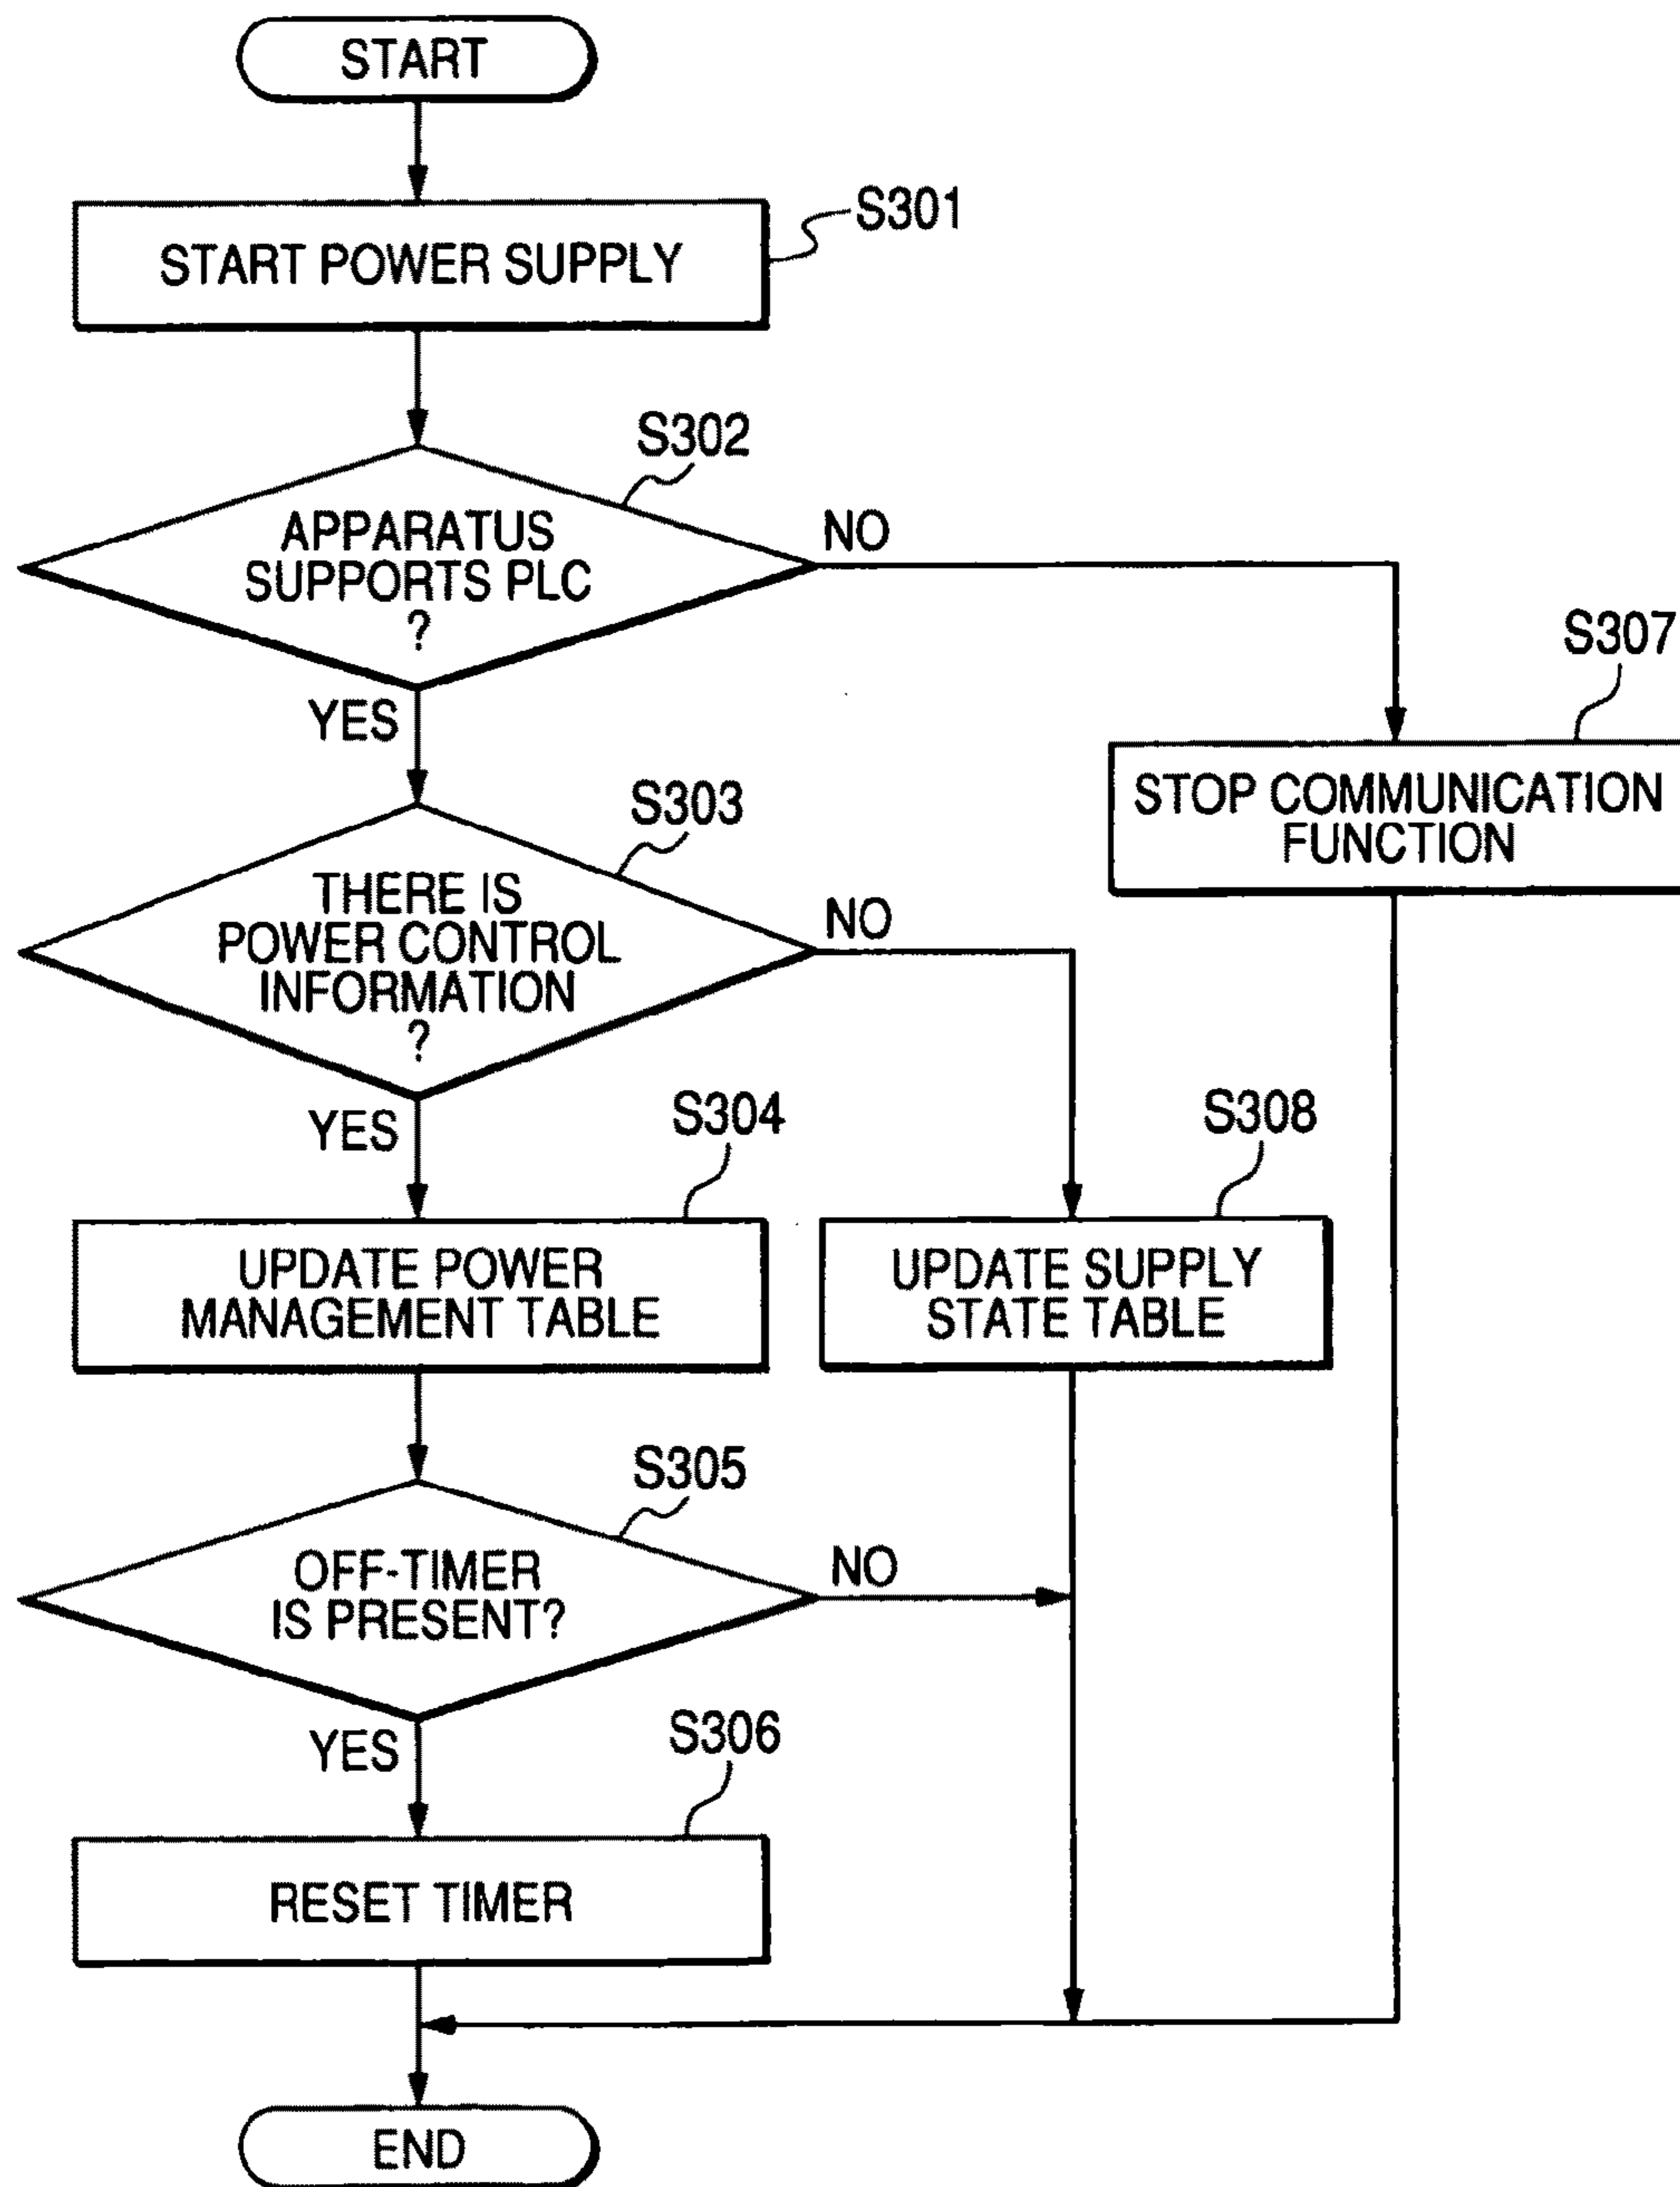 START
S301
START POWER SUPPLY
S302
APPARATUS
SUPPORTS PLC
?
NO
YES
S307
STOP COMMUNICATION
FUNCTION
S303
THERE IS
POWER CONTROL
INFORMATION
?
NO
YES
S304
UPDATE POWER
MANAGEMENT TABLE
S308
UPDATE SUPPLY
STATE TABLE
S305
OFF-TIMER
IS PRESENT?
NO
YES
S306
RESET TIMER
END